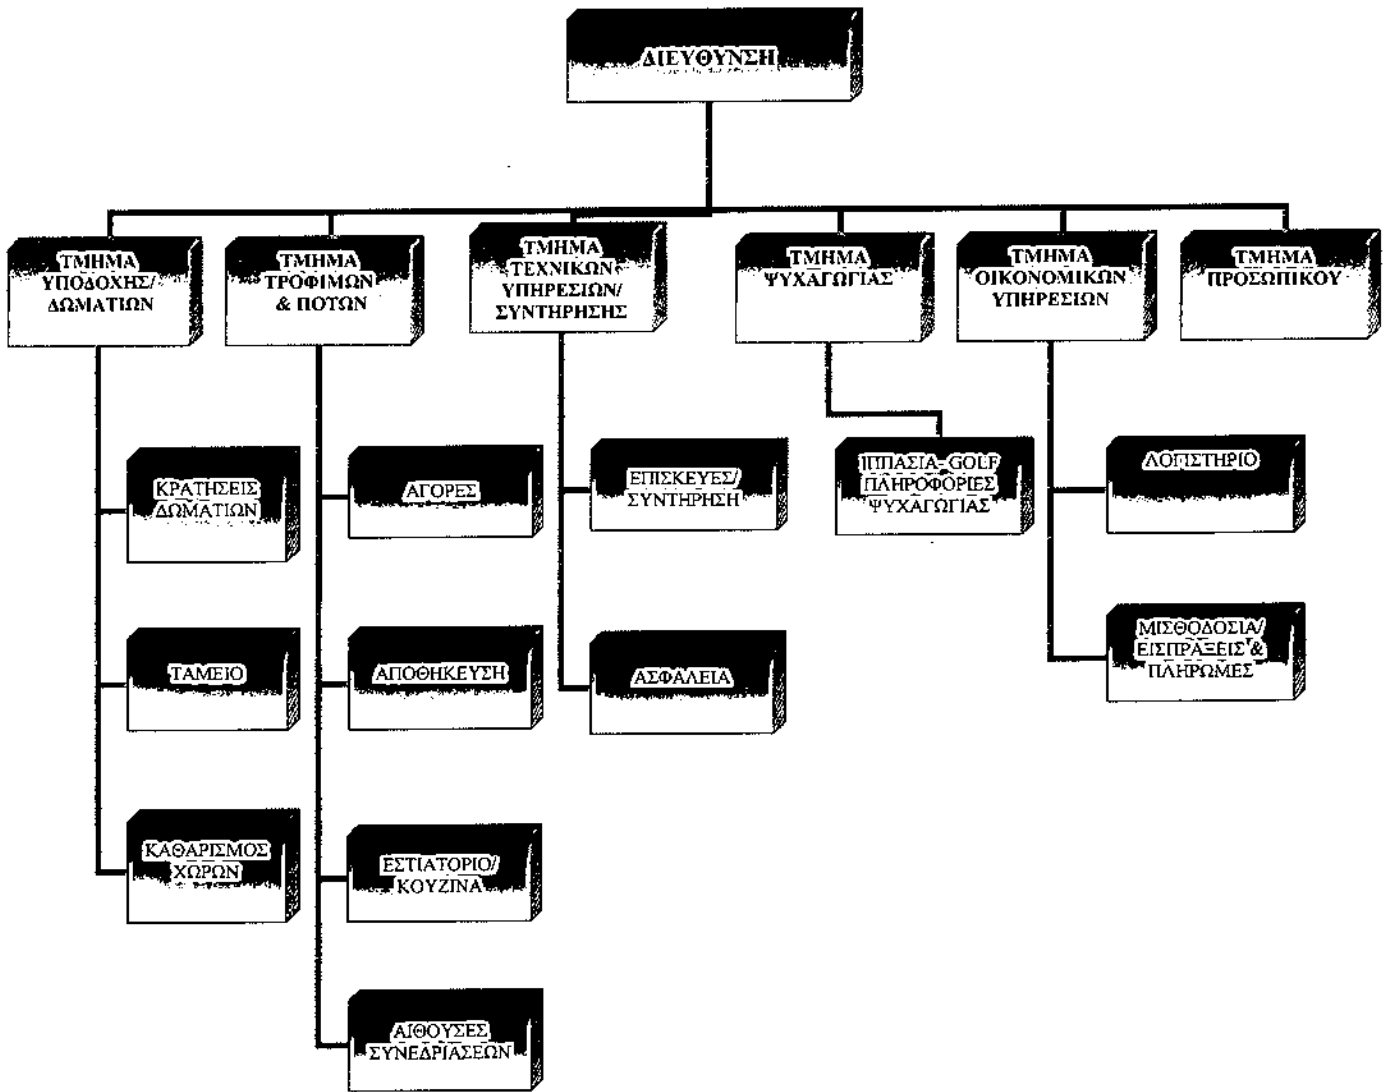 ΔΙΕΥΘΥΝΣΗ
ΤΜΗΜΑ
ΥΠΟΔΟΧΗΣ/
ΔΩΜΑΤΙΩΝ
ΤΜΗΜΑ
ΤΡΟΦΙΜΩΝ
& ΠΟΤΩΝ
ΤΜΗΜΑ
ΤΕΧΝΙΚΩΝ
ΥΠΗΡΕΣΙΩΝ/
ΣΥΝΤΗΡΗΣΗΣ
ΤΜΗΜΑ
ΨΥΧΑΓΩΓΙΑΣ
ΤΜΗΜΑ
ΟΙΚΟΝΟΜΙΚΩΝ
ΥΠΗΡΕΣΙΩΝ
ΤΜΗΜΑ
ΠΡΟΣΩΠΙΚΟΥ
ΚΡΑΤΗΣΕΙΣ
ΔΩΜΑΤΙΩΝ
ΑΓΟΡΕΣ
ΕΠΙΣΚΕΥΕΣ/
ΣΥΝΤΗΡΗΣΗ
ΙΠΠΑΣΙΑ- GOLF
ΠΛΗΡΟΦΟΡΙΕΣ
ΨΥΧΑΓΩΓΙΑΣ
ΛΟΓΙΣΤΗΡΙΟ
ΤΑΜΕΙΟ
ΑΠΟΘΗΚΕΥΣΗ
ΑΣΦΑΛΕΙΑ
ΜΙΣΘΟΔΟΣΙΑ/
ΕΙΣΠΡΑΞΕΙΣ &
ΠΛΗΡΩΜΕΣ
ΚΑΘΑΡΙΣΜΟΣ
ΧΩΡΩΝ
ΕΣΤΙΑΤΟΡΙΟ/
ΚΟΥΖΙΝΑ
ΑΙΘΟΥΣΕΣ
ΣΥΝΕΔΡΙΑΣΕΩΝ